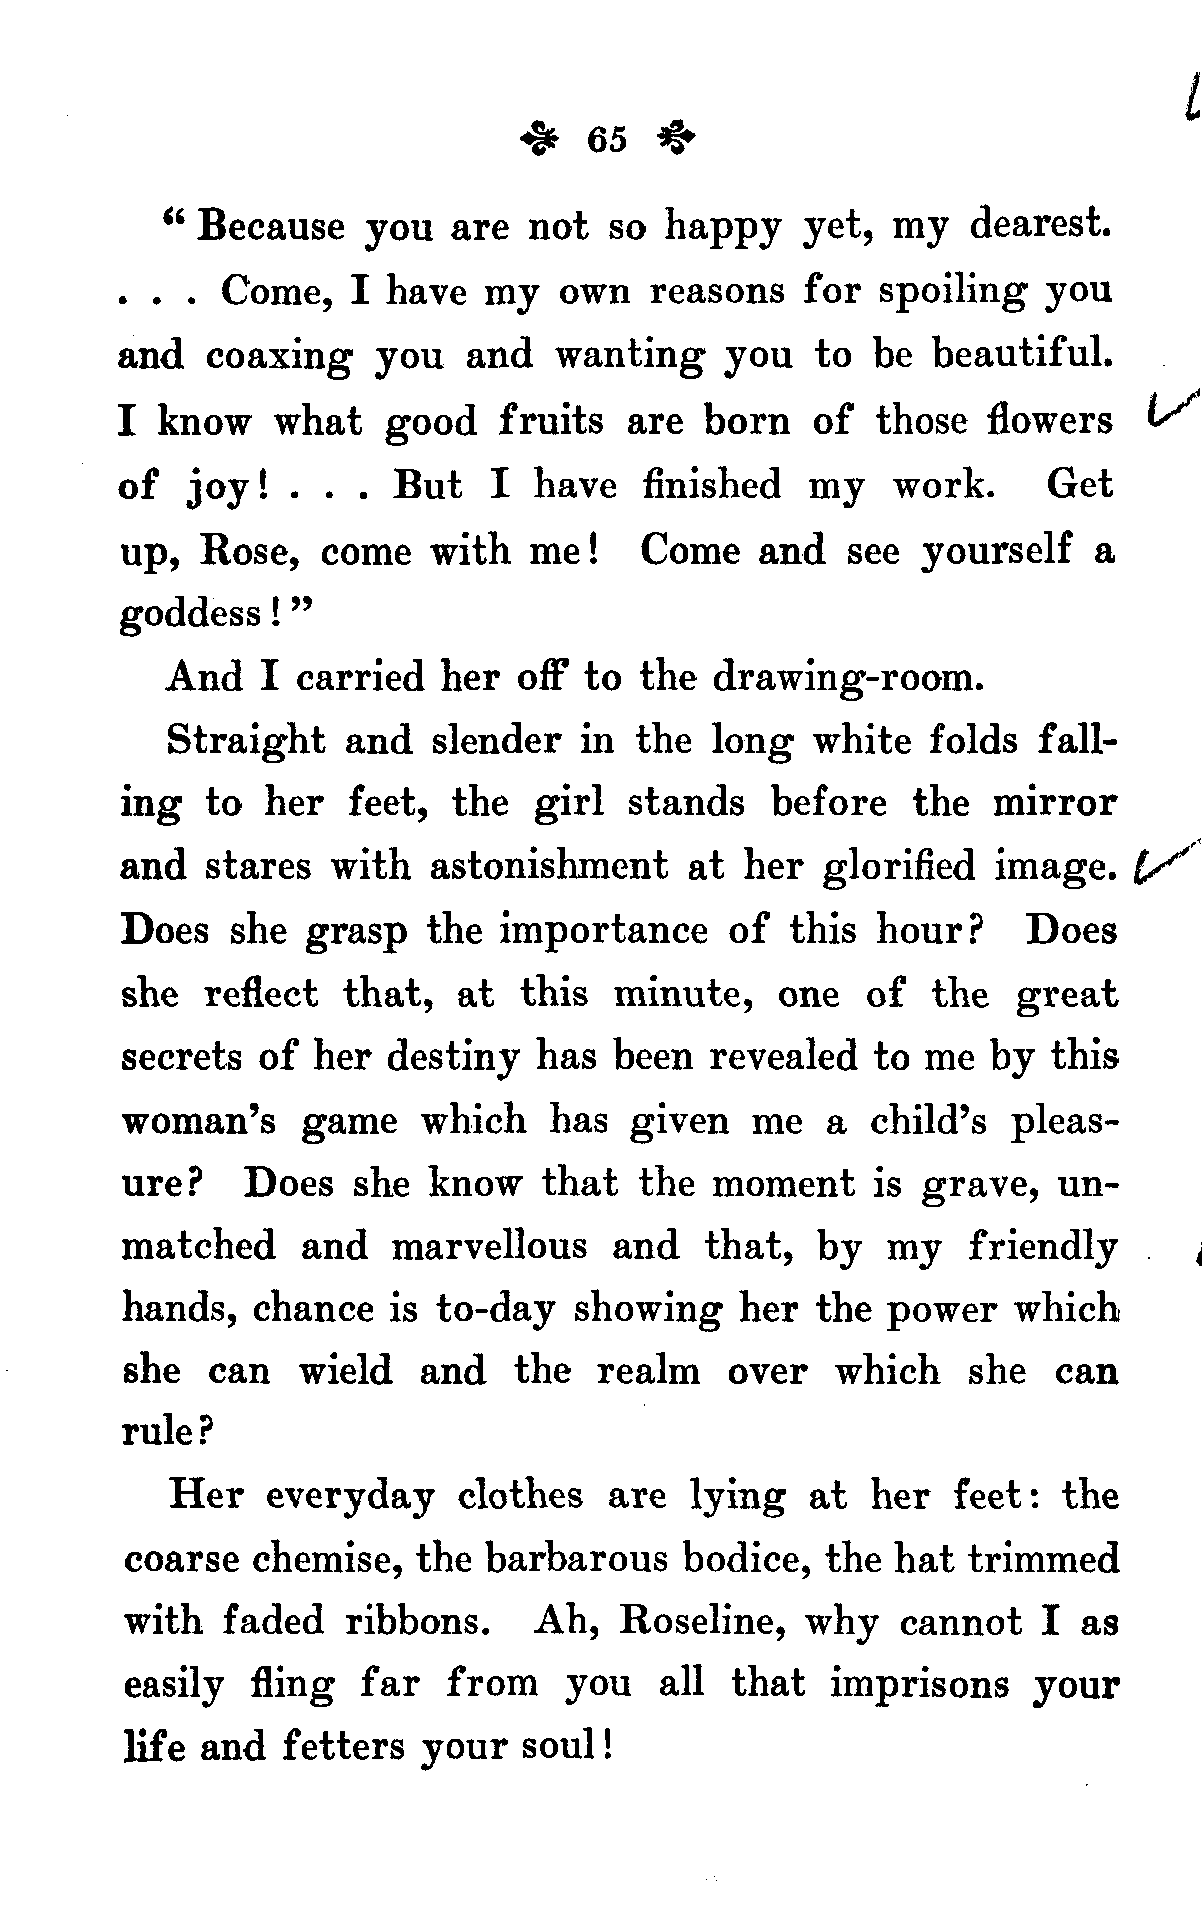 65
“Because you are not so happy yet, my dearest.
. . . Come, I have my own reasons for spoiling you
and coaxing you and wanting you to be beautiful.
I know what good fruits are born of those flowers
of joy! . . . But I have finished my work. Get
up, Rose, come with me! Come and see yourself a
goddess!”
And I carried her off to the drawing-room.
Straight and slender in the long white folds fall-
ing to her feet, the girl stands before the mirror
and stares with astonishment at her glorified image.
Does she grasp the importance of this hour? Does
she reflect that, at this minute, one of the great
secrets of her destiny has been revealed to me by this
woman’s game which has given me a child’s pleas-
ure? Does she know that the moment is grave, un-
matched and marvellous and that, by my friendly
hands, chance is to-day showing her the power which
she can wield and the realm over which she can
rule?
Her everyday clothes are lying at her feet: the
coarse chemise, the barbarous bodice, the hat trimmed
with faded ribbons. Ah, Roseline, why cannot I as
easily fling far from you all that imprisons your
life and fetters your soul!